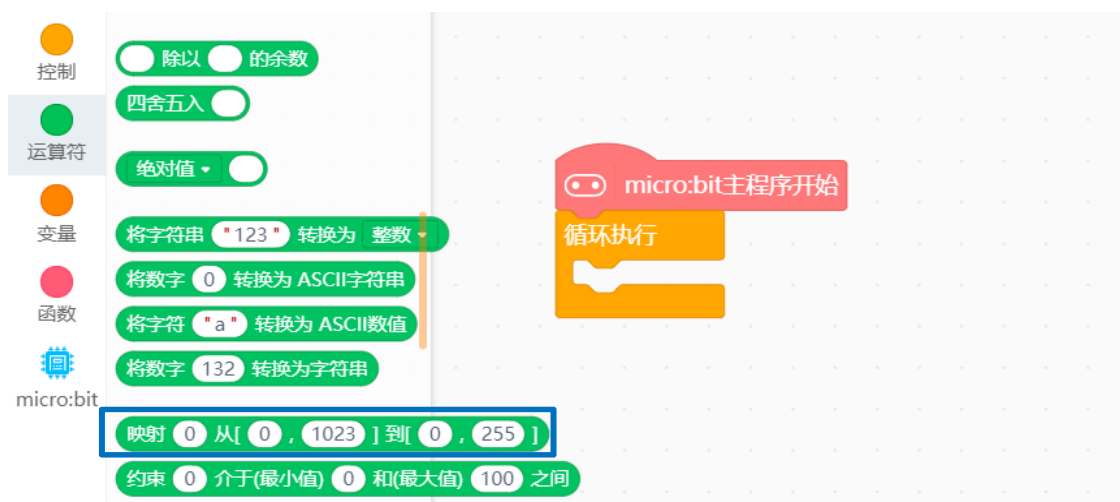 控制
运算符
变量
函数
micro:bit
除以 的余数
四舍五入
绝对值
将字符串 "123" 转换为 整数
将数字 0 转换为 ASCII字符串
将字符 "a" 转换为 ASCII数值
将数字 132 转换为字符串
映射 0 从[ 0 , 1023 ] 到[ 0 , 255 ]
约束 0 介于(最小值) 0 和(最大值) 100 之间
micro:bit主程序开始
循环执行